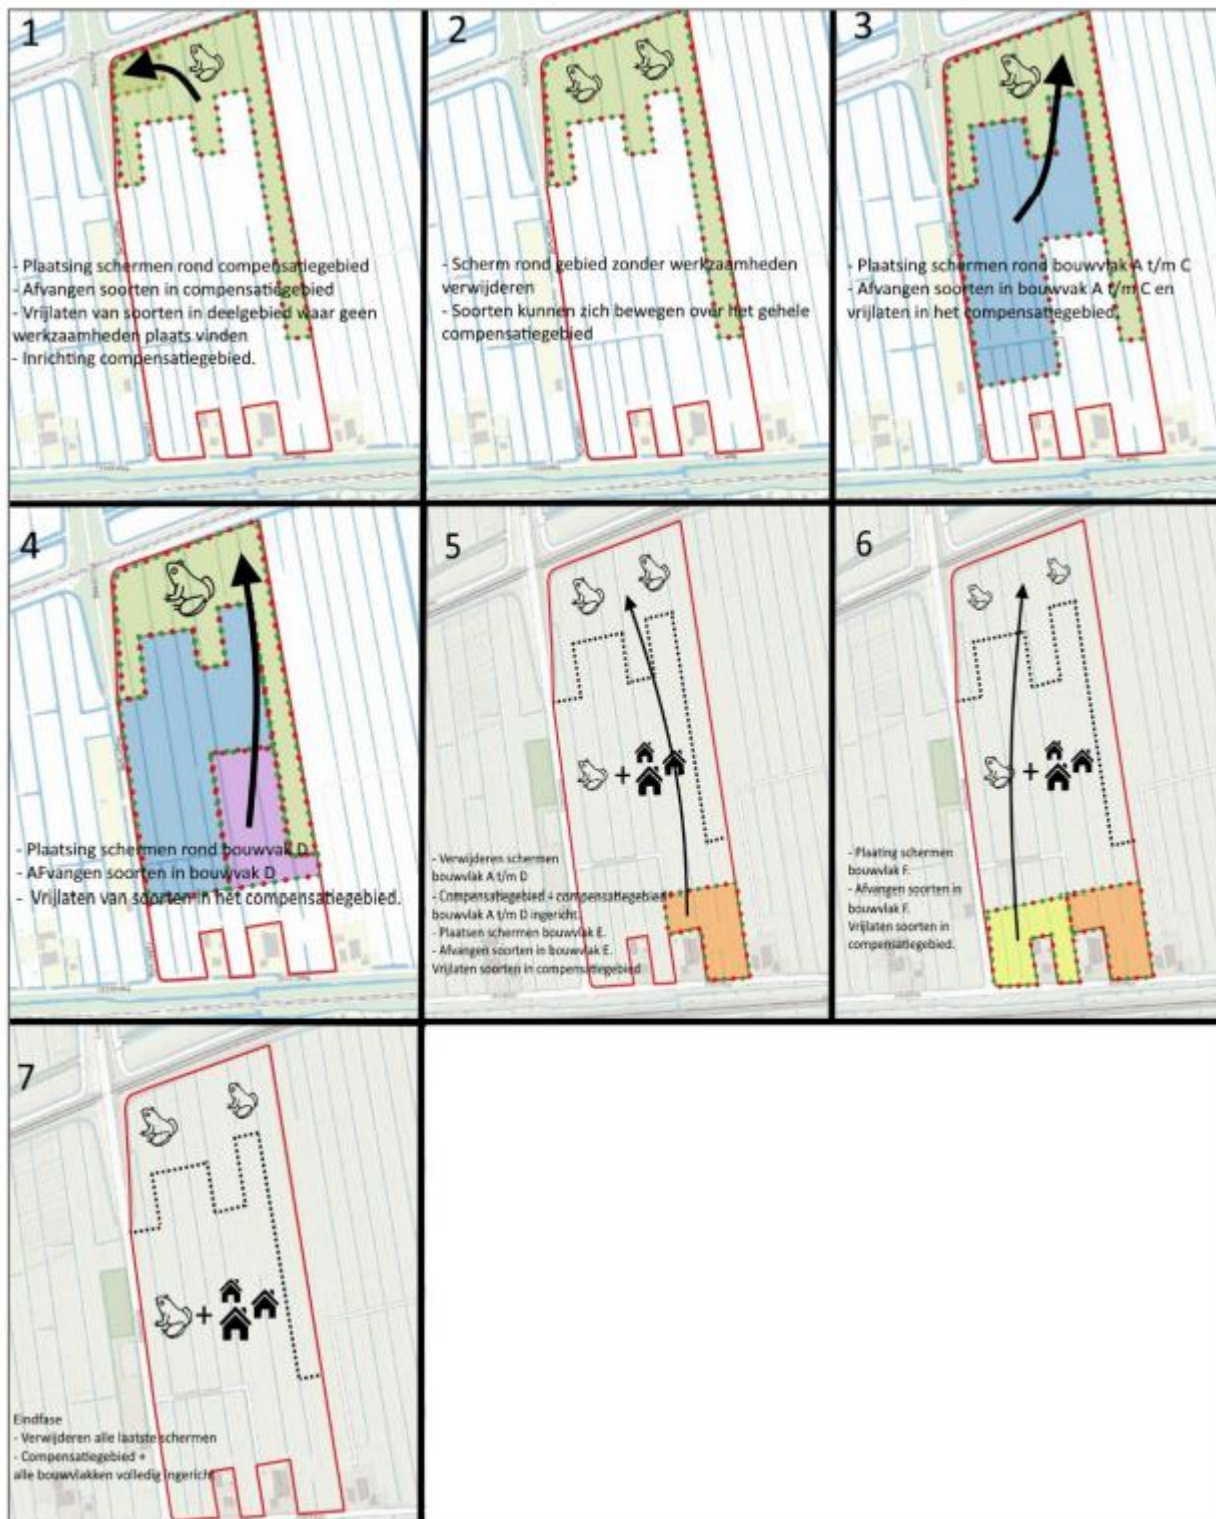 1
- Plaatsing schermen rond compensatiegebied
- Afvangen soorten in compensatiegebied
- Vrijlaten van soorten in deelgebied waar geen
werkzaamheden plaats vinden
- Inrichting compensatiegebied.
2
- Scherm rond gebied zonder werkzaamheden
verwijderen
- Soorten kunnen zich bewegen over het gehele
compensatiegebied
3
- Plaatsing schermen rond bouwvlak A t/m C
- Afvangen soorten in bouwvak A t/m C en
vrijlaten in het compensatiegebied.
4
- Plaatsing schermen rond bouwvak D.
- AFvangen soorten in bouwvak D
- Vrijlaten van soorten in het compensatiegebied.
5
- Verwijderen schermen
bouwvlak A t/m D
- Compensatiegebied + compensatiegebied
bouwvlak A t/m D ingericht.
- Plaatsen schermen bouwvlak E.
- Afvangen soorten in bouwvlak E.
Vrijlaten soorten in compensatiegebied
+
6
- Plaating schermen
bouwvlak F.
- Afvangen soorten in
bouwvlak F.
Vrijlaten soorten in
compensatiegebied.
+
7
+
Eindfase
- Verwijderen alle laatste schermen
- Compensatiegebied +
alle bouwvlakken volledig ingericht